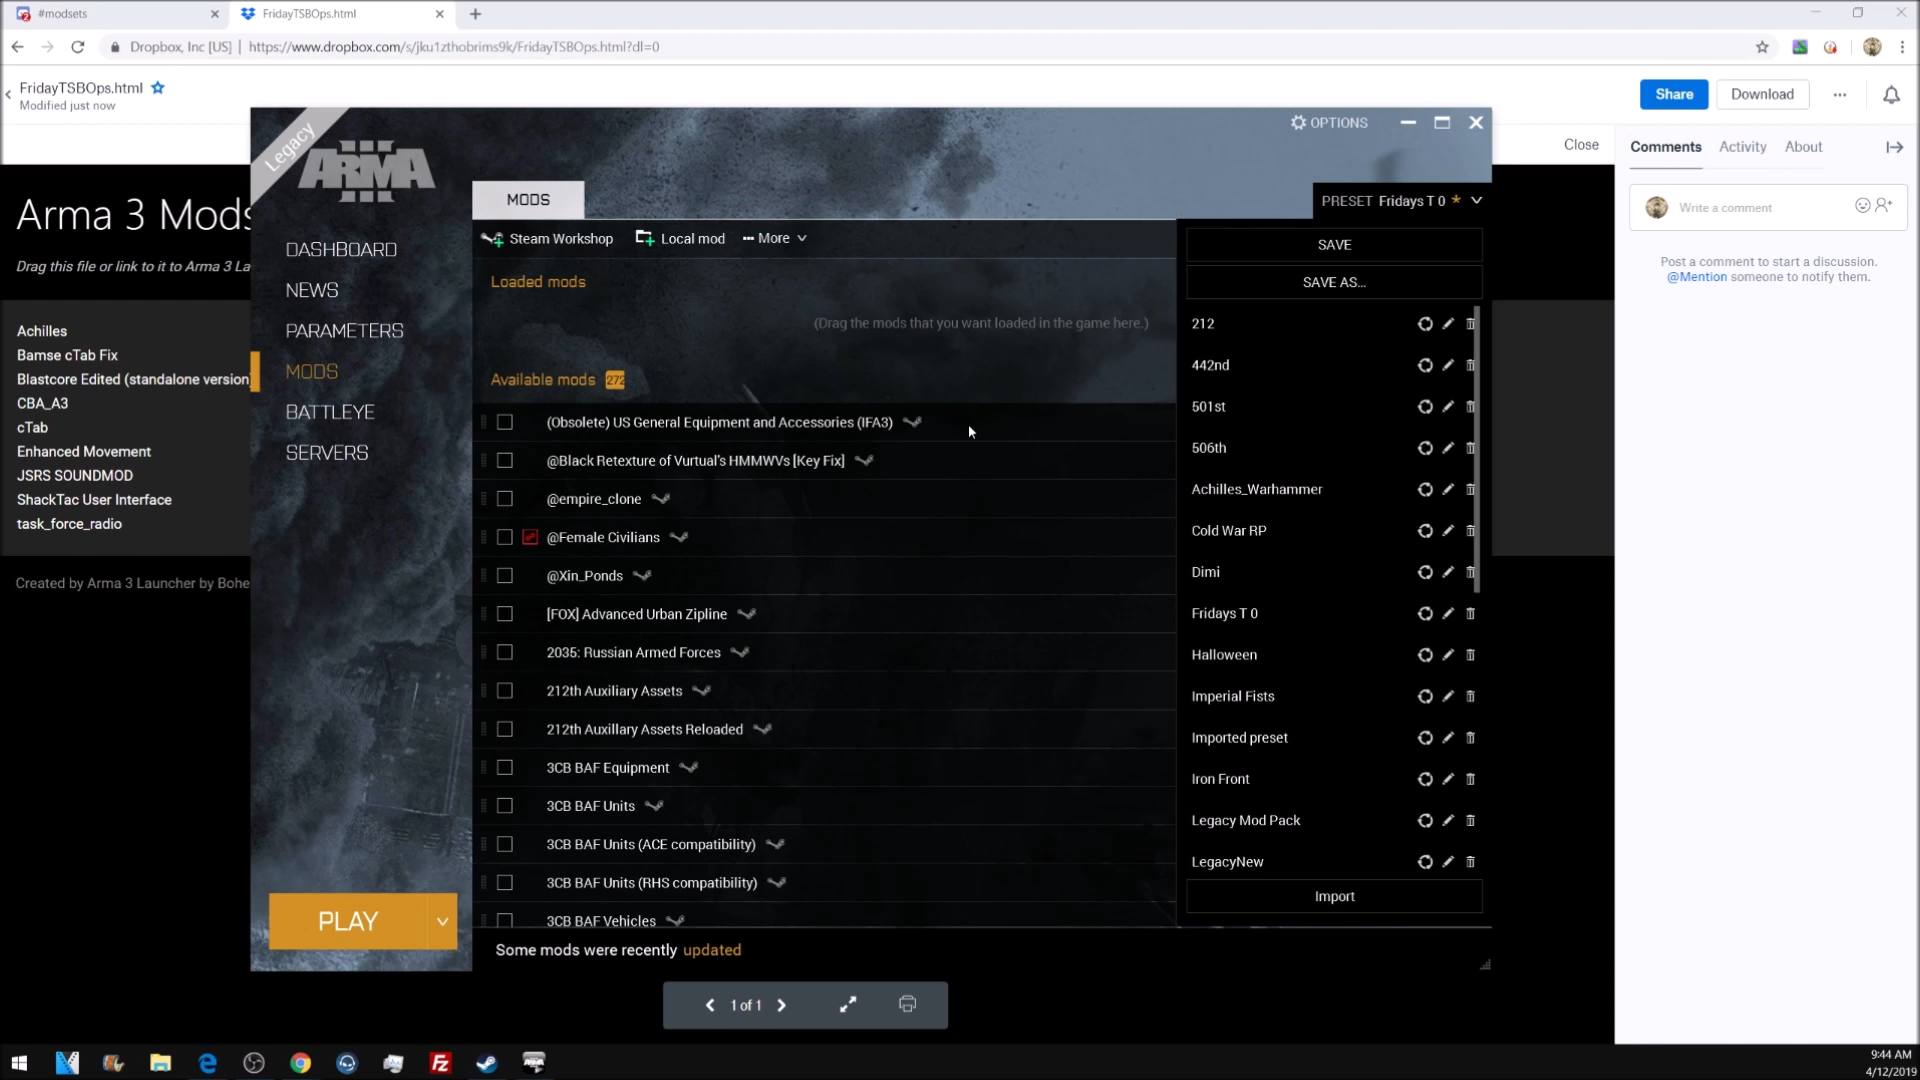 #modsets
FridayTSBOps.html
Dropbox, Inc [US] | https://www.dropbox.com/s/jku1zthobrims9k/FridayTSBOps.html?dl=0
FridayTSBOps.html
Modified just now
Share
Download
Close
Comments
Activity
About
Write a comment
Post a comment to start a discussion.
@Mention someone to notify them.
Arma 3 Mods
Drag this file or link to it to Arma 3 La
Achilles
Bamse cTab Fix
Blastcore Edited (standalone version)
CBA_A3
cTab
Enhanced Movement
JSRS SOUNDMOD
ShackTac User Interface
task_force_radio
Created by Arma 3 Launcher by Bohe
Legacy
ARMA III
OPTIONS
DASHBOARD
NEWS
PARAMETERS
MODS
BATTLEYE
SERVERS
PLAY
MODS
PRESET Fridays T 0 *
Steam Workshop
Local mod
More
Loaded mods
(Drag the mods that you want loaded in the game here.)
Available mods 272
(Obsolete) US General Equipment and Accessories (IFA3)
@Black Retexture of Vurtual's HMMWVs [Key Fix]
@empire_clone
@Female Civilians
@Xin_Ponds
[FOX] Advanced Urban Zipline
2035: Russian Armed Forces
212th Auxiliary Assets
212th Auxillary Assets Reloaded
3CB BAF Equipment
3CB BAF Units
3CB BAF Units (ACE compatibility)
3CB BAF Units (RHS compatibility)
3CB BAF Vehicles
Some mods were recently updated
SAVE
SAVE AS...
212
442nd
501st
506th
Achilles_Warhammer
Cold War RP
Dimi
Fridays T 0
Halloween
Imperial Fists
Imported preset
Iron Front
Legacy Mod Pack
LegacyNew
Import
1 of 1
9:44 AM
4/12/2019